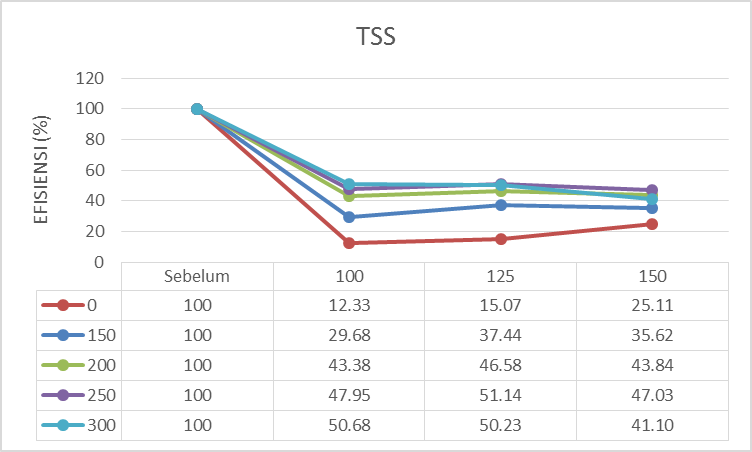 TSS
EFISIENSI (%)
120
100
80
60
40
20
0
Sebelum 100 125 150
0 100 12.33 15.07 25.11
150 100 29.68 37.44 35.62
200 100 43.38 46.58 43.84
250 100 47.95 51.14 47.03
300 100 50.68 50.23 41.10